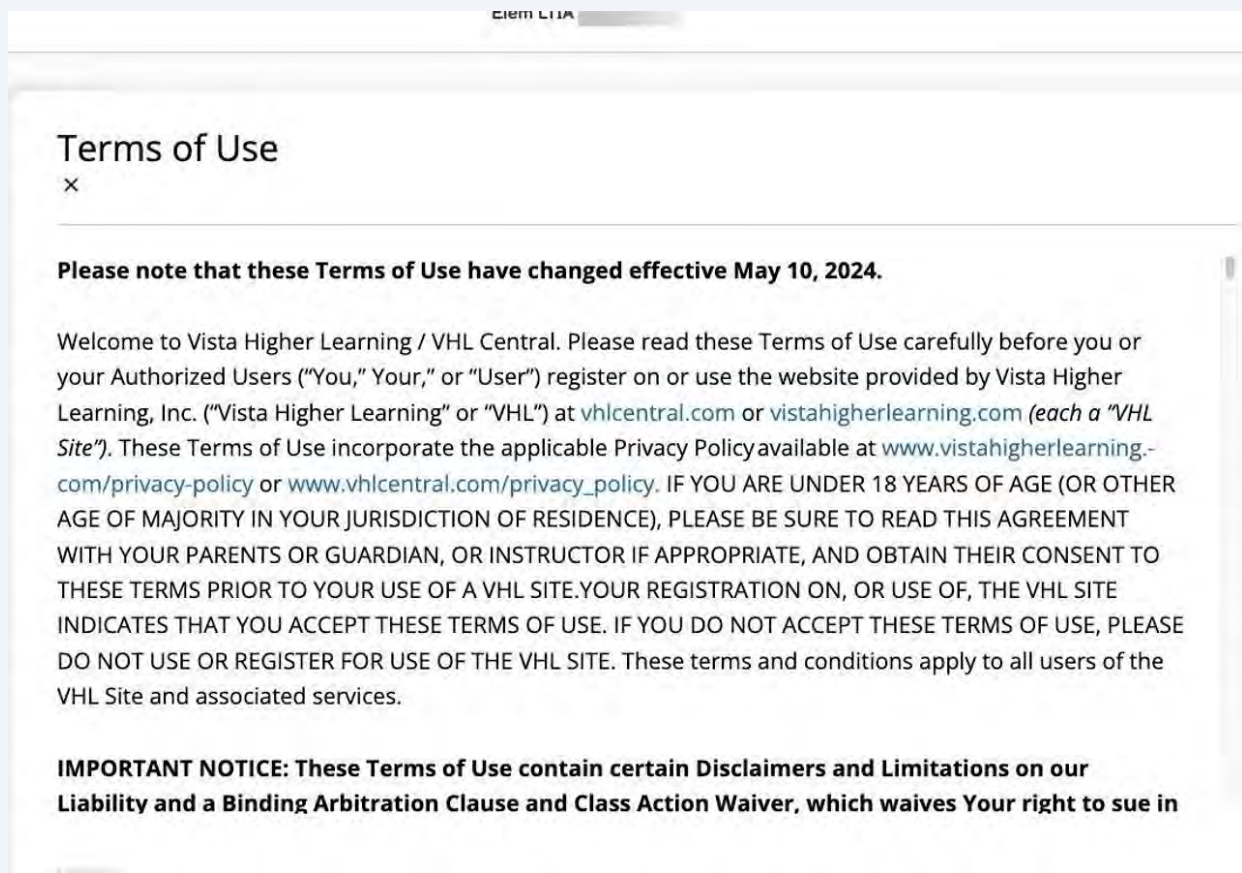 Elem
Terms of Use
×
Please note that these Terms of Use have changed effective May 10, 2024.
Welcome to Vista Higher Learning / VHL Central. Please read these Terms of Use carefully before you or
your Authorized Users (“You,” Your,” or “User”) register on or use the website provided by Vista Higher
Learning, Inc. (“Vista Higher Learning” or “VHL”) at vhlcentral.com or vistahigherlearning.com (each a “VHL
Site”). These Terms of Use incorporate the applicable Privacy Policy available at www.vistahigherlearning.-
com/privacy-policy or www.vhlcentral.com/privacy_policy. IF YOU ARE UNDER 18 YEARS OF AGE (OR OTHER
AGE OF MAJORITY IN YOUR JURISDICTION OF RESIDENCE), PLEASE BE SURE TO READ THIS AGREEMENT
WITH YOUR PARENTS OR GUARDIAN, OR INSTRUCTOR IF APPROPRIATE, AND OBTAIN THEIR CONSENT TO
THESE TERMS PRIOR TO YOUR USE OF A VHL SITE.YOUR REGISTRATION ON, OR USE OF, THE VHL SITE
INDICATES THAT YOU ACCEPT THESE TERMS OF USE. IF YOU DO NOT ACCEPT THESE TERMS OF USE, PLEASE
DO NOT USE OR REGISTER FOR USE OF THE VHL SITE. These terms and conditions apply to all users of the
VHL Site and associated services.
IMPORTANT NOTICE: These Terms of Use contain certain Disclaimers and Limitations on our
Liability and a Binding Arbitration Clause and Class Action Waiver, which waives Your right to sue in